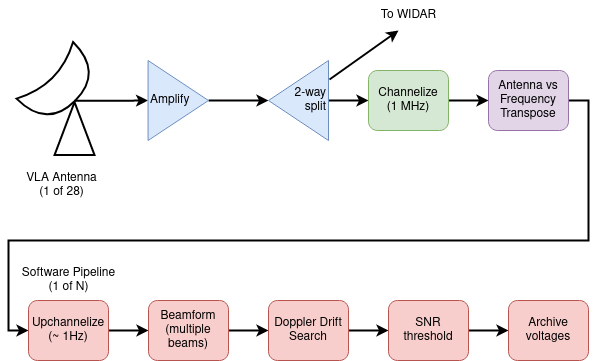 To WIDAR
Amplify
2-way
split
Channelize
(1 MHz)
Antenna vs
Frequency
Transpose
VLA Antenna
(1 of 28)
Software Pipeline
(1 of N)
Upchannelize
(~ 1Hz)
Beamform
(multiple
beams)
Doppler Drift
Search
SNR
threshold
Archive
voltages